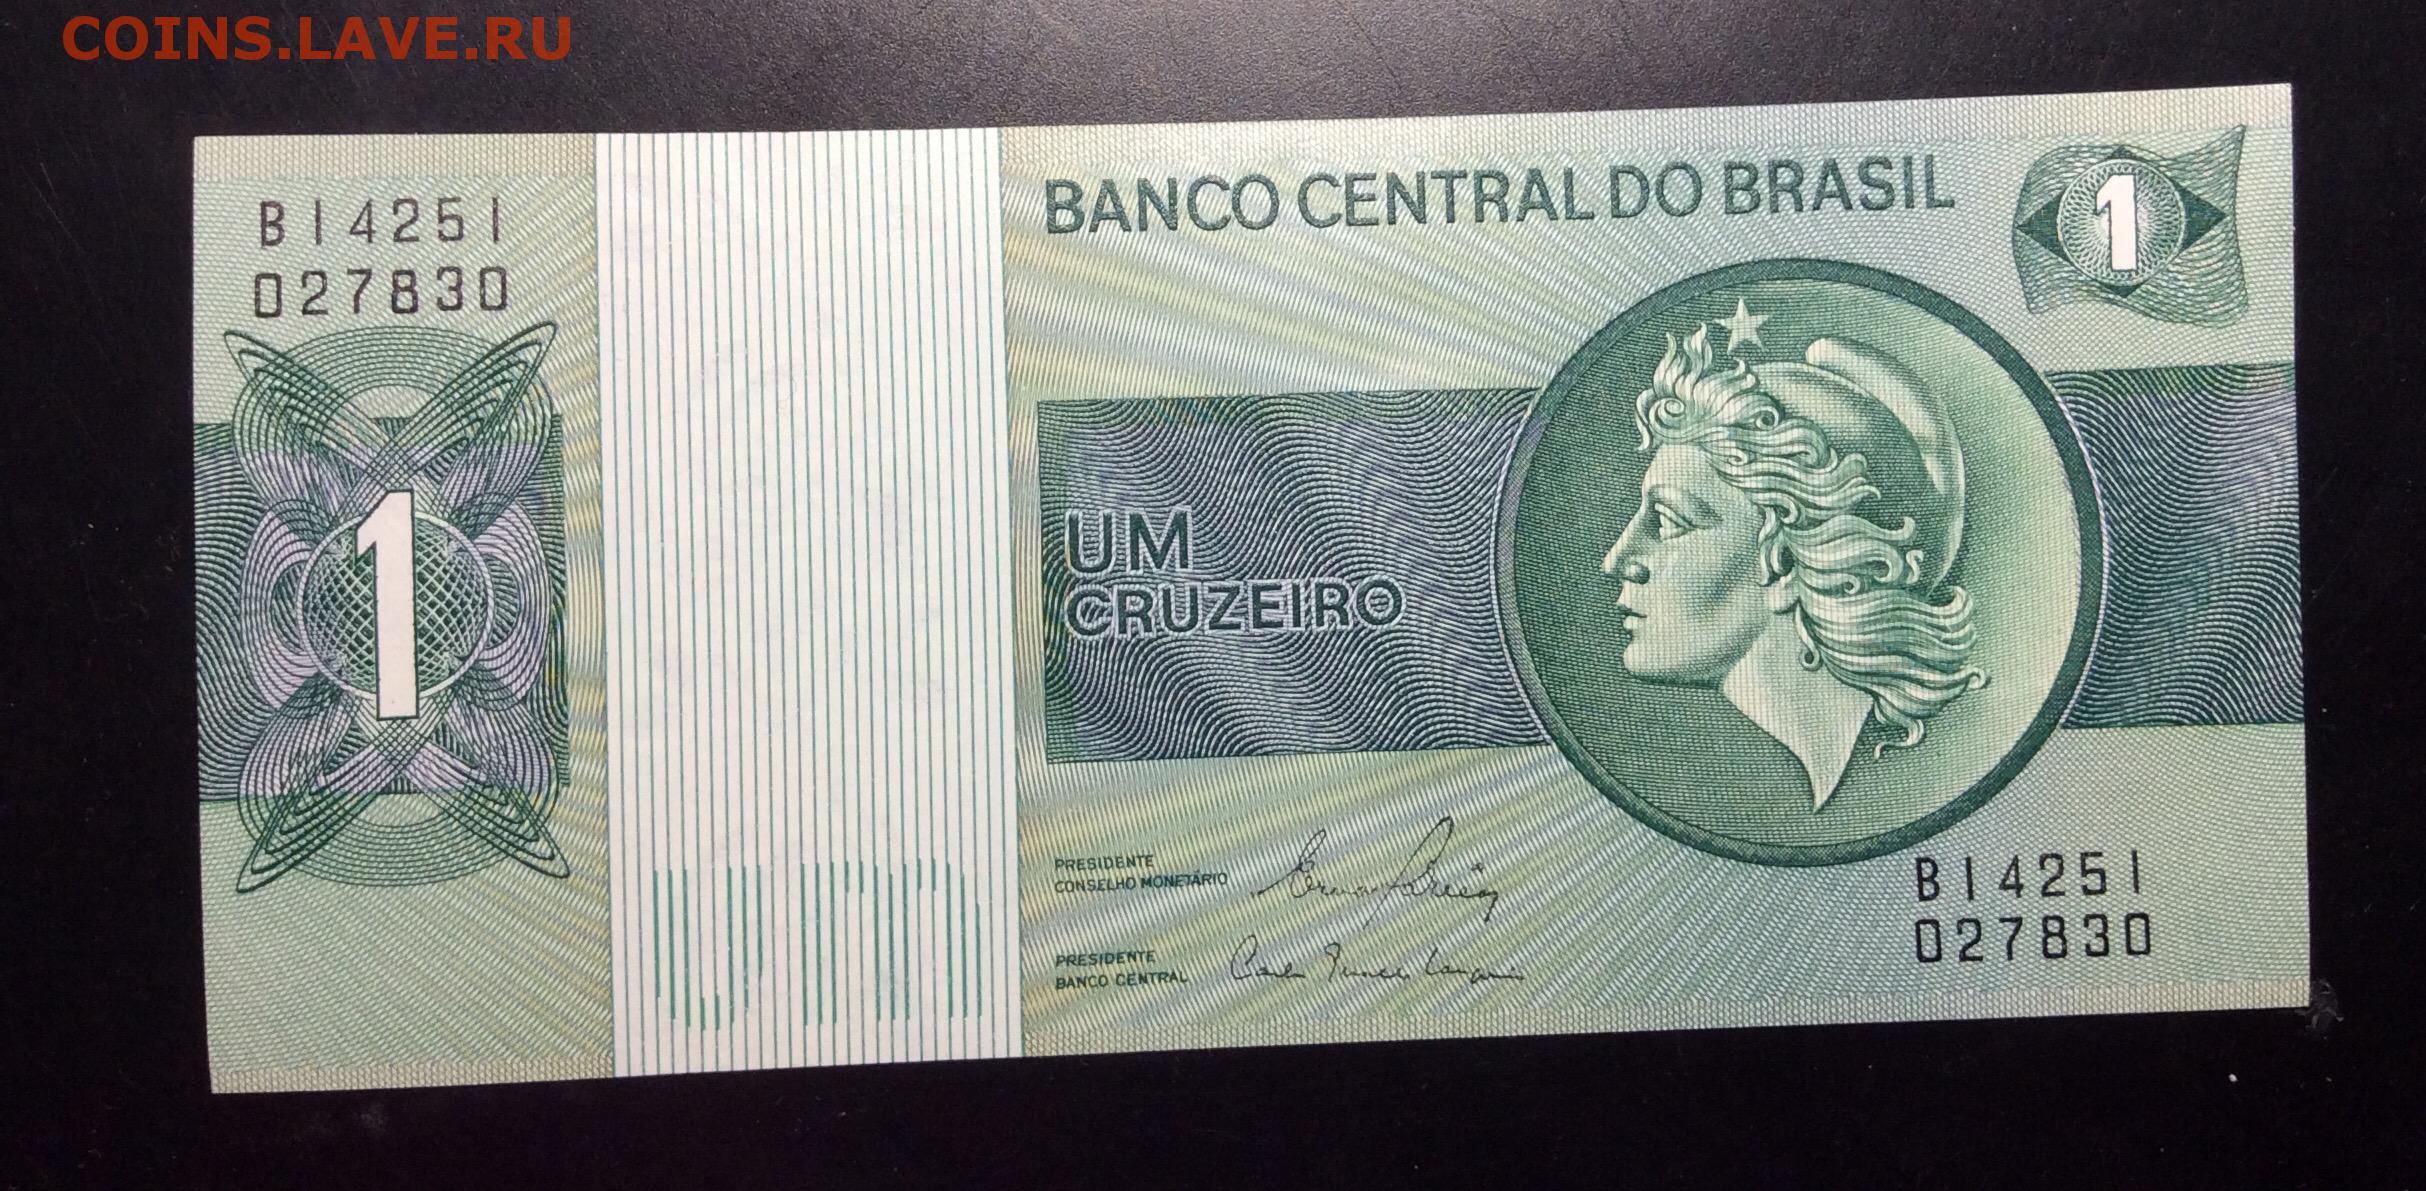 COINS.LAVE.RU
B14251
027830
BANCO CENTRAL DO BRASIL
1
1
UM
CRUZEIRO
PRESIDENTE
CONSELHO MONETÁRIO
PRESIDENTE
BANCO CENTRAL
B14251
027830